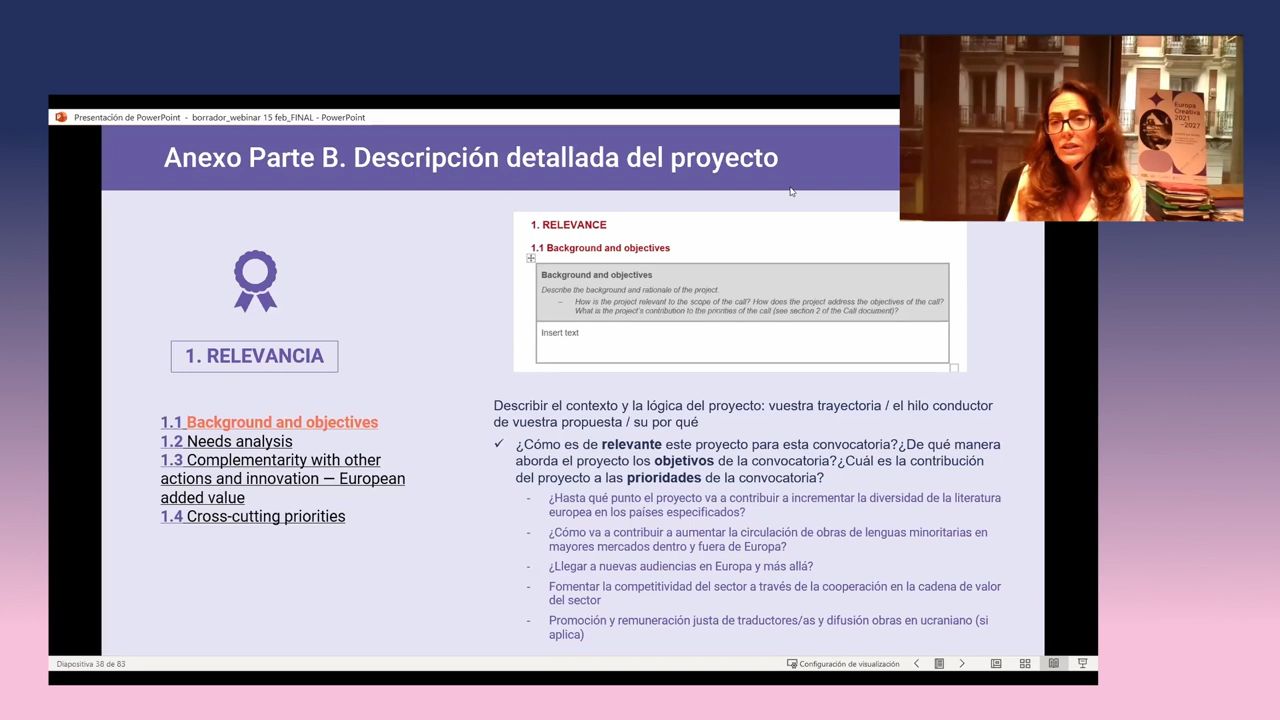 Presentación de PowerPoint - borrador_webinar 15 feb_FINAL - PowerPoint
Anexo Parte B. Descripción detallada del proyecto
Europa
Creativa
2021
-2027
1. RELEVANCIA
1.1 Background and objectives
1.2 Needs analysis
1.3 Complementarity with other
actions and innovation — European
added value
1.4 Cross-cutting priorities
1. RELEVANCE
1.1 Background and objectives
Background and objectives
Describe the background and rationale of the project.
– How is the project relevant to the scope of the call? How does the project address the objectives of the call?
What is the project's contribution to the priorities of the call (see section 2 of the Call document)?
Insert text
Describir el contexto y la lógica del proyecto: vuestra trayectoria / el hilo conductor
de vuestra propuesta / su por qué
✓ ¿Cómo es de relevante este proyecto para esta convocatoria?¿De qué manera
aborda el proyecto los objetivos de la convocatoria?¿Cuál es la contribución
del proyecto a las prioridades de la convocatoria?
- ¿Hasta qué punto el proyecto va a contribuir a incrementar la diversidad de la literatura
europea en los países especificados?
- ¿Cómo va a contribuir a aumentar la circulación de obras de lenguas minoritarias en
mayores mercados dentro y fuera de Europa?
- ¿Llegar a nuevas audiencias en Europa y más allá?
- Fomentar la competitividad del sector a través de la cooperación en la cadena de valor
del sector
- Promoción y remuneración justa de traductores/as y difusión obras en ucraniano (si
aplica)
Diapositiva 38 de 83
Configuración de visualización